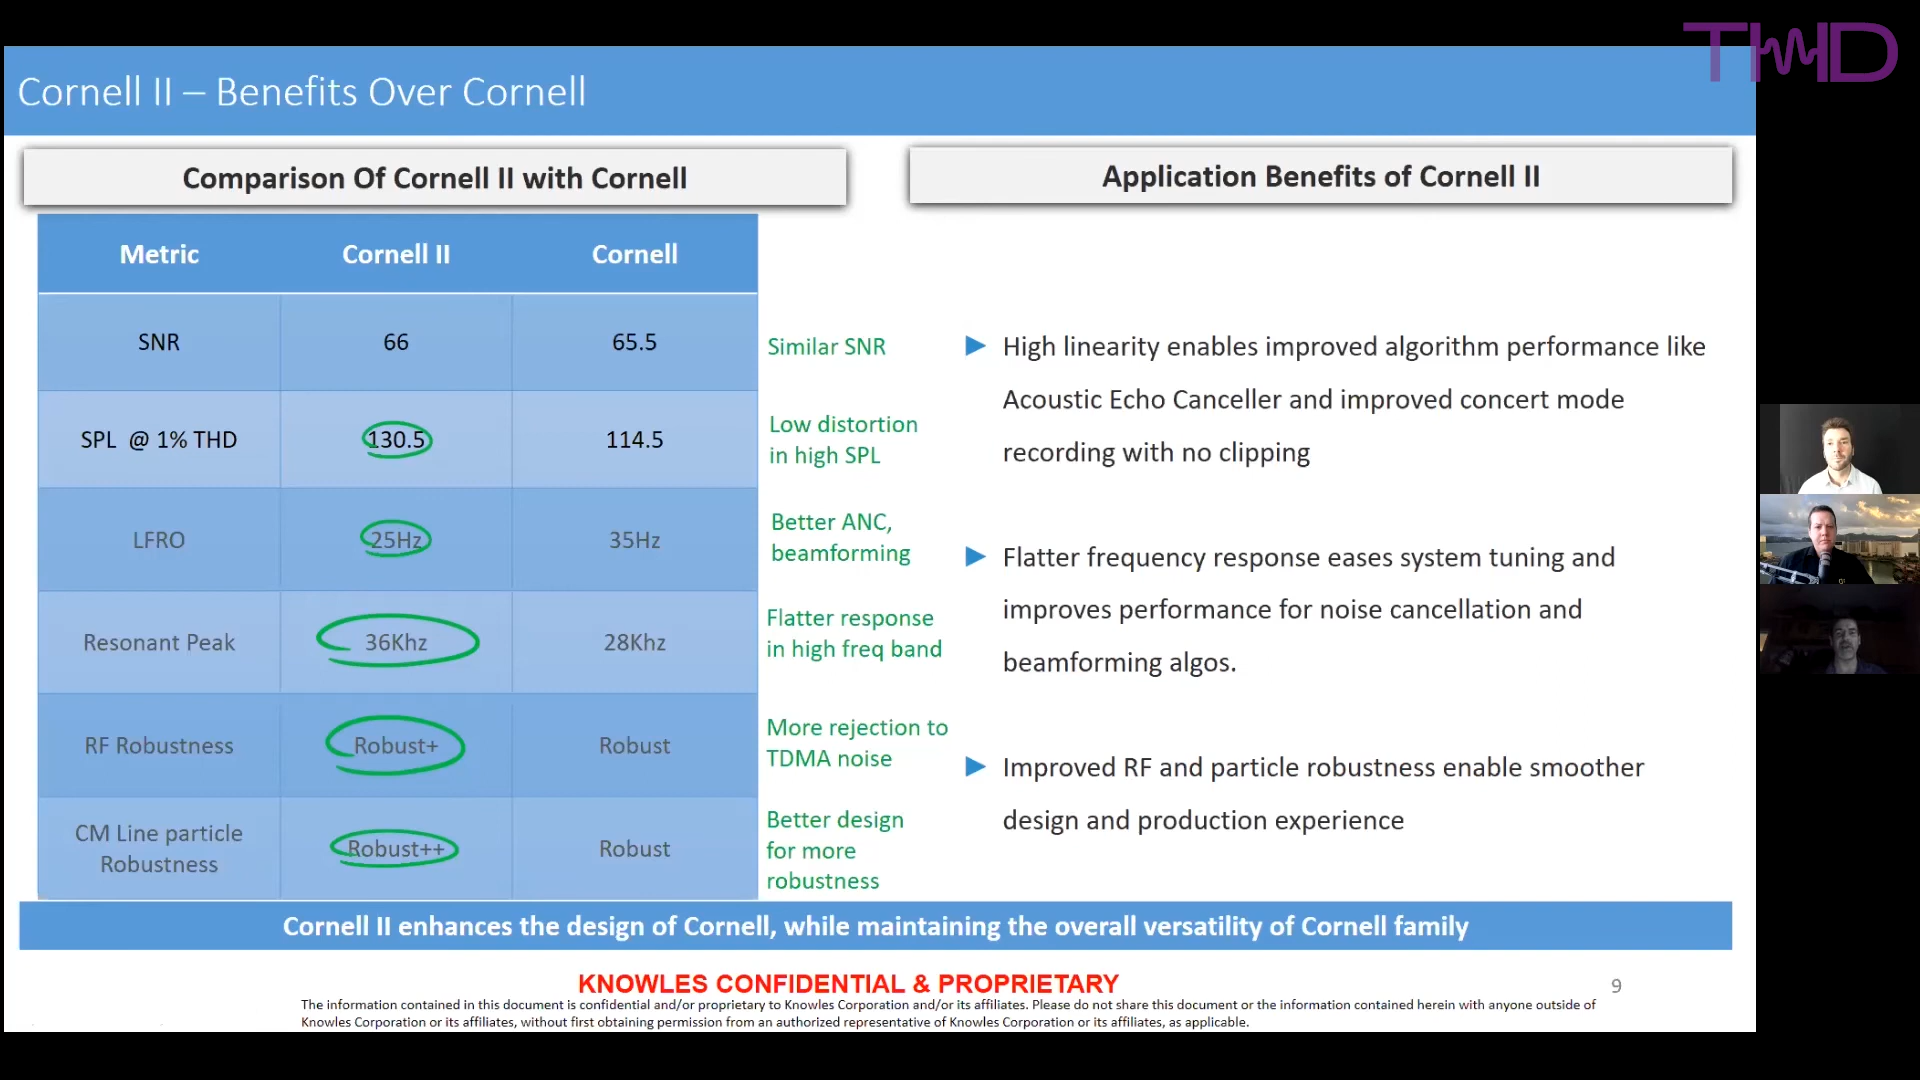 TMD
Cornell II – Benefits Over Cornell
Comparison Of Cornell II with Cornell
Metric Cornell II Cornell
SNR 66 65.5 Similar SNR
SPL @ 1% THD 130.5 114.5 Low distortion
in high SPL
LFRO 25Hz 35Hz Better ANC,
beamforming
Resonant Peak 36Khz 28Khz Flatter response
in high freq band
RF Robustness Robust+ Robust More rejection to
TDMA noise
CM Line particle
Robustness Robust++ Robust Better design
for more
robustness
Application Benefits of Cornell II
High linearity enables improved algorithm performance like
Acoustic Echo Canceller and improved concert mode
recording with no clipping
Flatter frequency response eases system tuning and
improves performance for noise cancellation and
beamforming algos.
Improved RF and particle robustness enable smoother
design and production experience
Cornell II enhances the design of Cornell, while maintaining the overall versatility of Cornell family
KNOWLES CONFIDENTIAL & PROPRIETARY
9
The information contained in this document is confidential and/or proprietary to Knowles Corporation and/or its affiliates. Please do not share this document or the information contained herein with anyone outside of
Knowles Corporation or its affiliates, without first obtaining permission from an authorized representative of Knowles Corporation or its affiliates, as applicable.